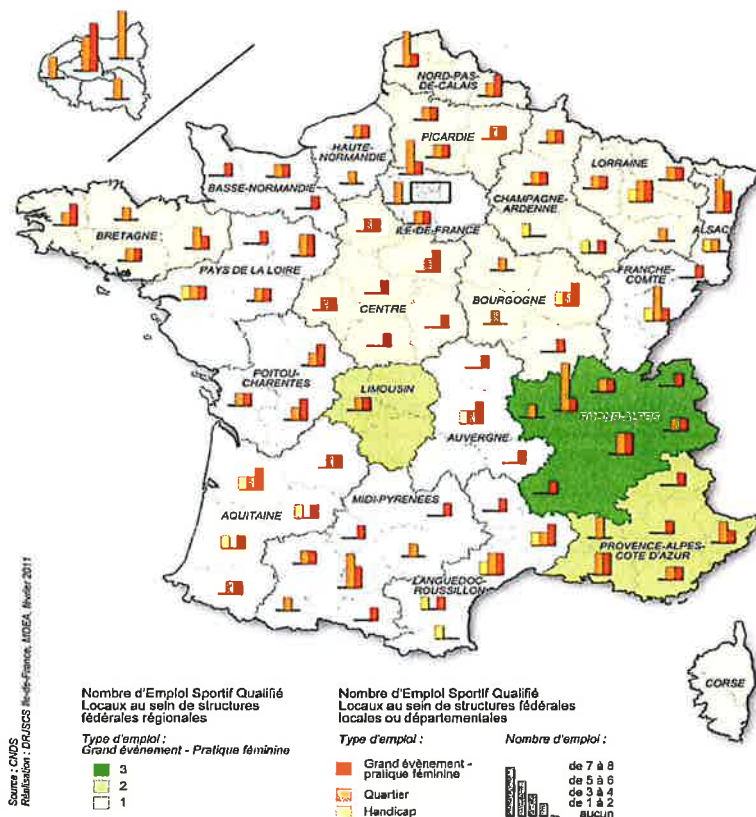 NORD-PAS-
DE-CALAIS
PICARDIE
HAUTE-
NORMANDIE
BASSE-NORMANDIE
LORRAINE
CHAMPAGNE-
ARDENNE
ILE-DE-FRANCE
ALSAC
BRETAGNE
PAYS DE LA LOIRE
FRANCHE-
COMTE
CENTRE
BOURGOGNE
POITOU-
CHARENTES
LIMOUSIN
RHONE-ALPES
AUVERGNE
MIDI-PYRENEES
AQUITAINE
PROVENCE-ALPES-
COTE D'AZUR
LANGUEDOC-
ROUSSILLON
CORSE
Source : CNDS
Réalisation : DRJSCS Ile-de-France, MOEA, février 2011
Nombre d'Emploi Sportif Qualifié
Locaux au sein de structures
fédérales régionales
Type d'emploi :
Grand évènement - Pratique féminine
3
2
1
Nombre d'Emploi Sportif Qualifié
Locaux au sein de structures fédérales
locales ou départementales
Type d'emploi :
Grand évènement -
pratique féminine
Quartier
Handicap
Nombre d'emploi :
de 7 à 8
de 5 à 6
de 3 à 4
de 1 à 2
aucun